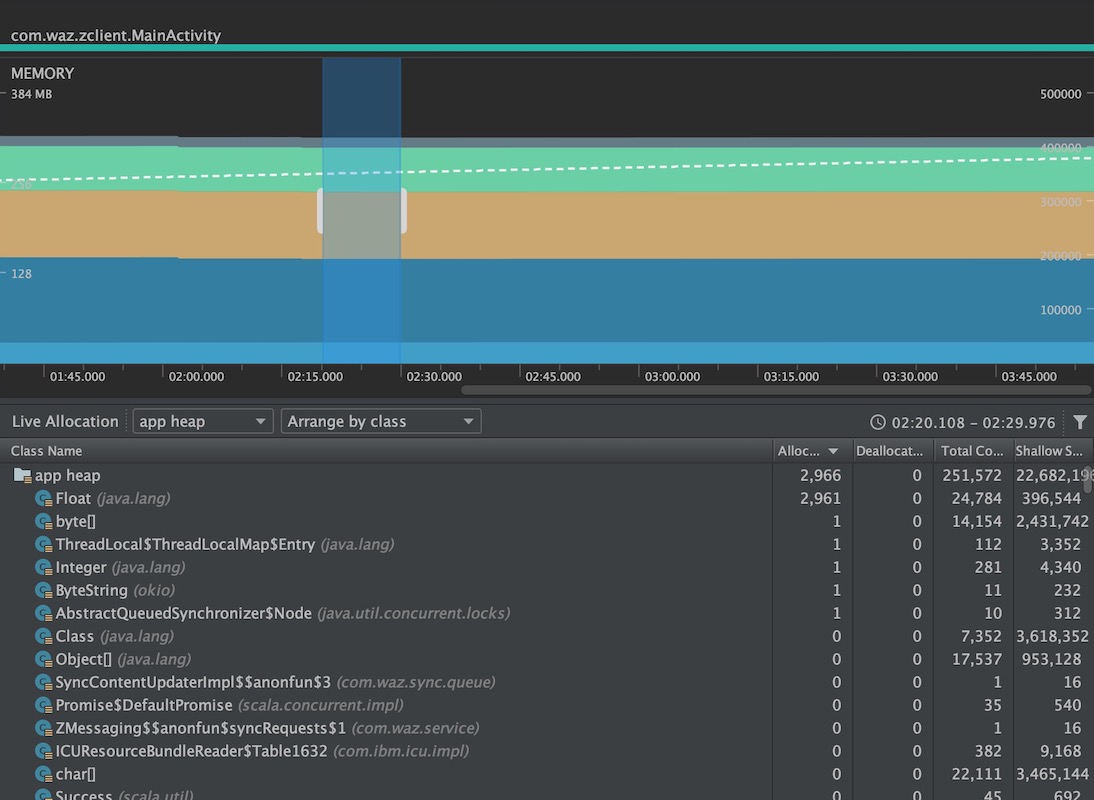 com.waz.zclient.MainActivity
MEMORY
384 MB 500000
400000
256
300000
200000
128
100000
01:45.000 02:00.000 02:15.000 02:30.000 02:45.000 03:00.000 03:15.000 03:30.000 03:45.000
Live Allocation app heap Arrange by class 02:20.108 – 02:29.976
Class Name Alloc... Deallocat... Total Co... Shallow S...
app heap 2,966 0 251,572 22,682,196
Float (java.lang) 2,961 0 24,784 396,544
byte[] 1 0 14,154 2,431,742
ThreadLocal$ThreadLocalMap$Entry (java.lang) 1 0 112 3,352
Integer (java.lang) 1 0 281 4,340
ByteString (okio) 1 0 11 232
AbstractQueuedSynchronizer$Node (java.util.concurrent.locks) 1 0 10 312
Class (java.lang) 0 0 7,352 3,618,352
Object[] (java.lang) 0 0 17,537 953,128
SyncContentUpdaterImpl$$anonfun$3 (com.waz.sync.queue) 0 0 1 16
Promise$DefaultPromise (scala.concurrent.impl) 0 0 35 540
ZMessaging$$anonfun$syncRequests$1 (com.waz.service) 0 0 1 16
ICUResourceBundleReader$Table1632 (com.ibm.icu.impl) 0 0 382 9,168
char[] 0 0 22,111 3,465,144
Success (scala.util) 0 0 45 692